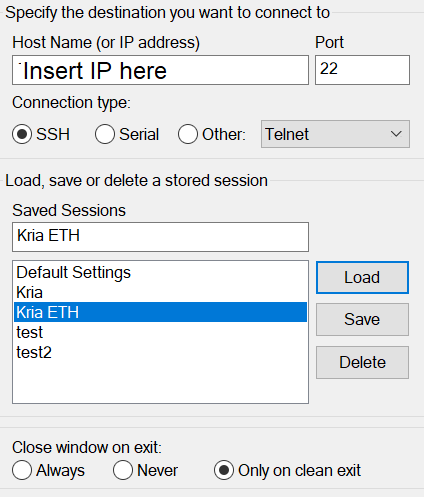 Specify the destination you want to connect to
Host Name (or IP address) Port
Insert IP here 22
Connection type:
SSH Serial Other: Telnet
Load, save or delete a stored session
Saved Sessions
Kria ETH
Default Settings Load
Kria
Kria ETH Save
test
test2 Delete
Close window on exit:
Always Never Only on clean exit